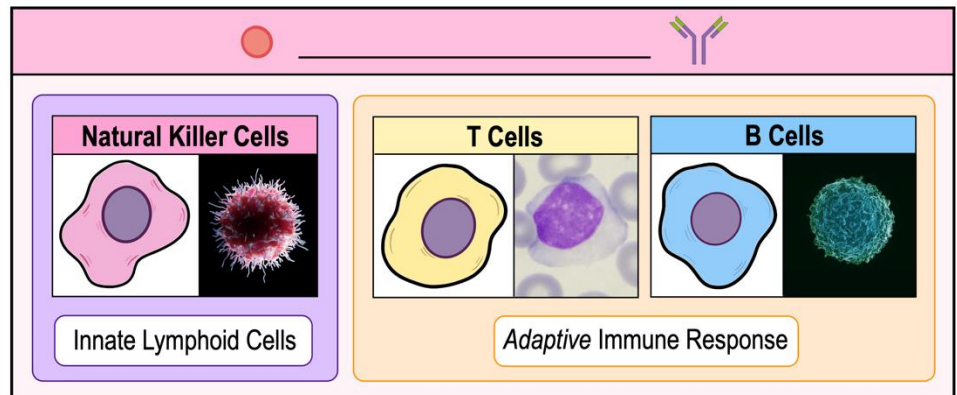 Natural Killer Cells
T Cells
B Cells
Innate Lymphoid Cells
Adaptive Immune Response